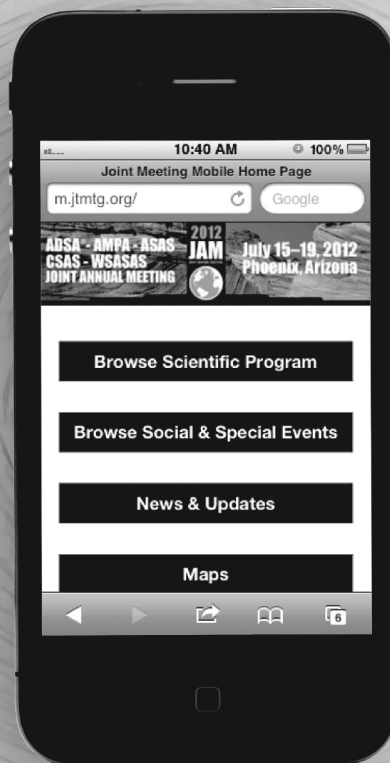 10:40 AM
100%
Joint Meeting Mobile Home Page
m.jtmtg.org/
Google
ADSA® - AMPA - ASAS
CSAS - WSASAS
JOINT ANNUAL MEETING
2012
JAM
July 15–19, 2012
Phoenix, Arizona
Browse Scientific Program
Browse Social & Special Events
News & Updates
Maps
6